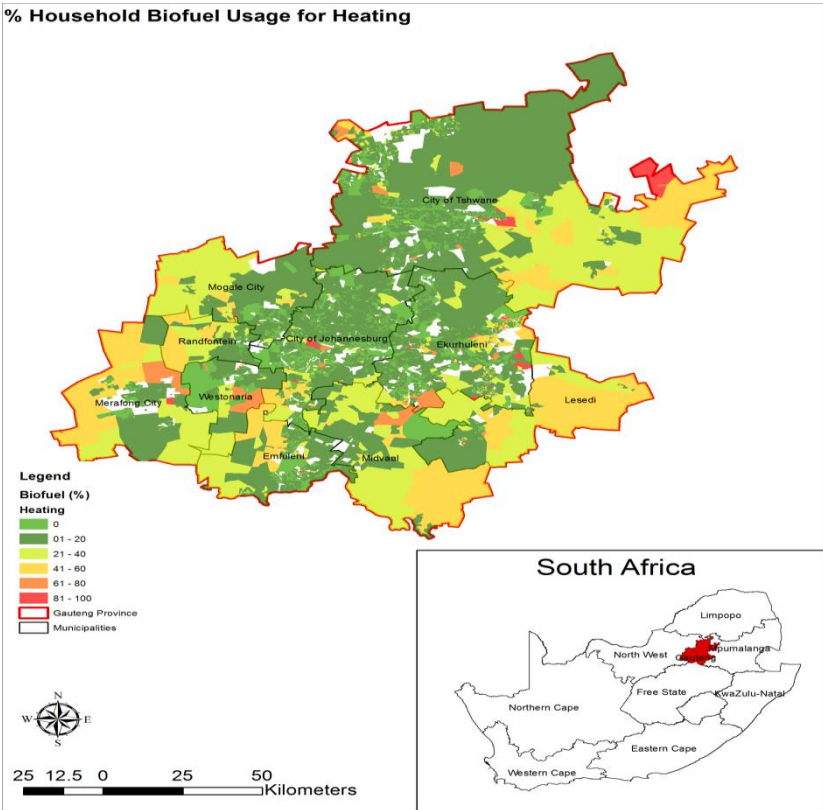 % Household Biofuel Usage for Heating
City of Tshwane
Mogale City
Randfontein
City of Johannesburg
Ekurhuleni
Merafong City
Westonaria
Lesedi
Emfuleni
Midvaal
Legend
Biofuel (%)
Heating
0
01 - 20
21 - 40
41 - 60
61 - 80
81 - 100
Gauteng Province
Municipalities
N
W
E
S
25 12.5 0 25 50
Kilometers
South Africa
Limpopo
North West
Mpumalanga
Gauteng
Free State
KwaZulu-Natal
Northern Cape
Eastern Cape
Western Cape